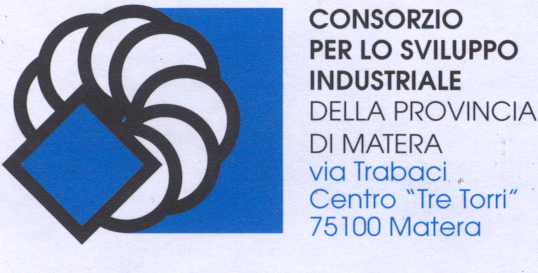 CONSORZIO
PER LO SVILUPPO
INDUSTRIALE
DELLA PROVINCIA
DI MATERA
via Trabaci
Centro "Tre Torri"
75100 Matera